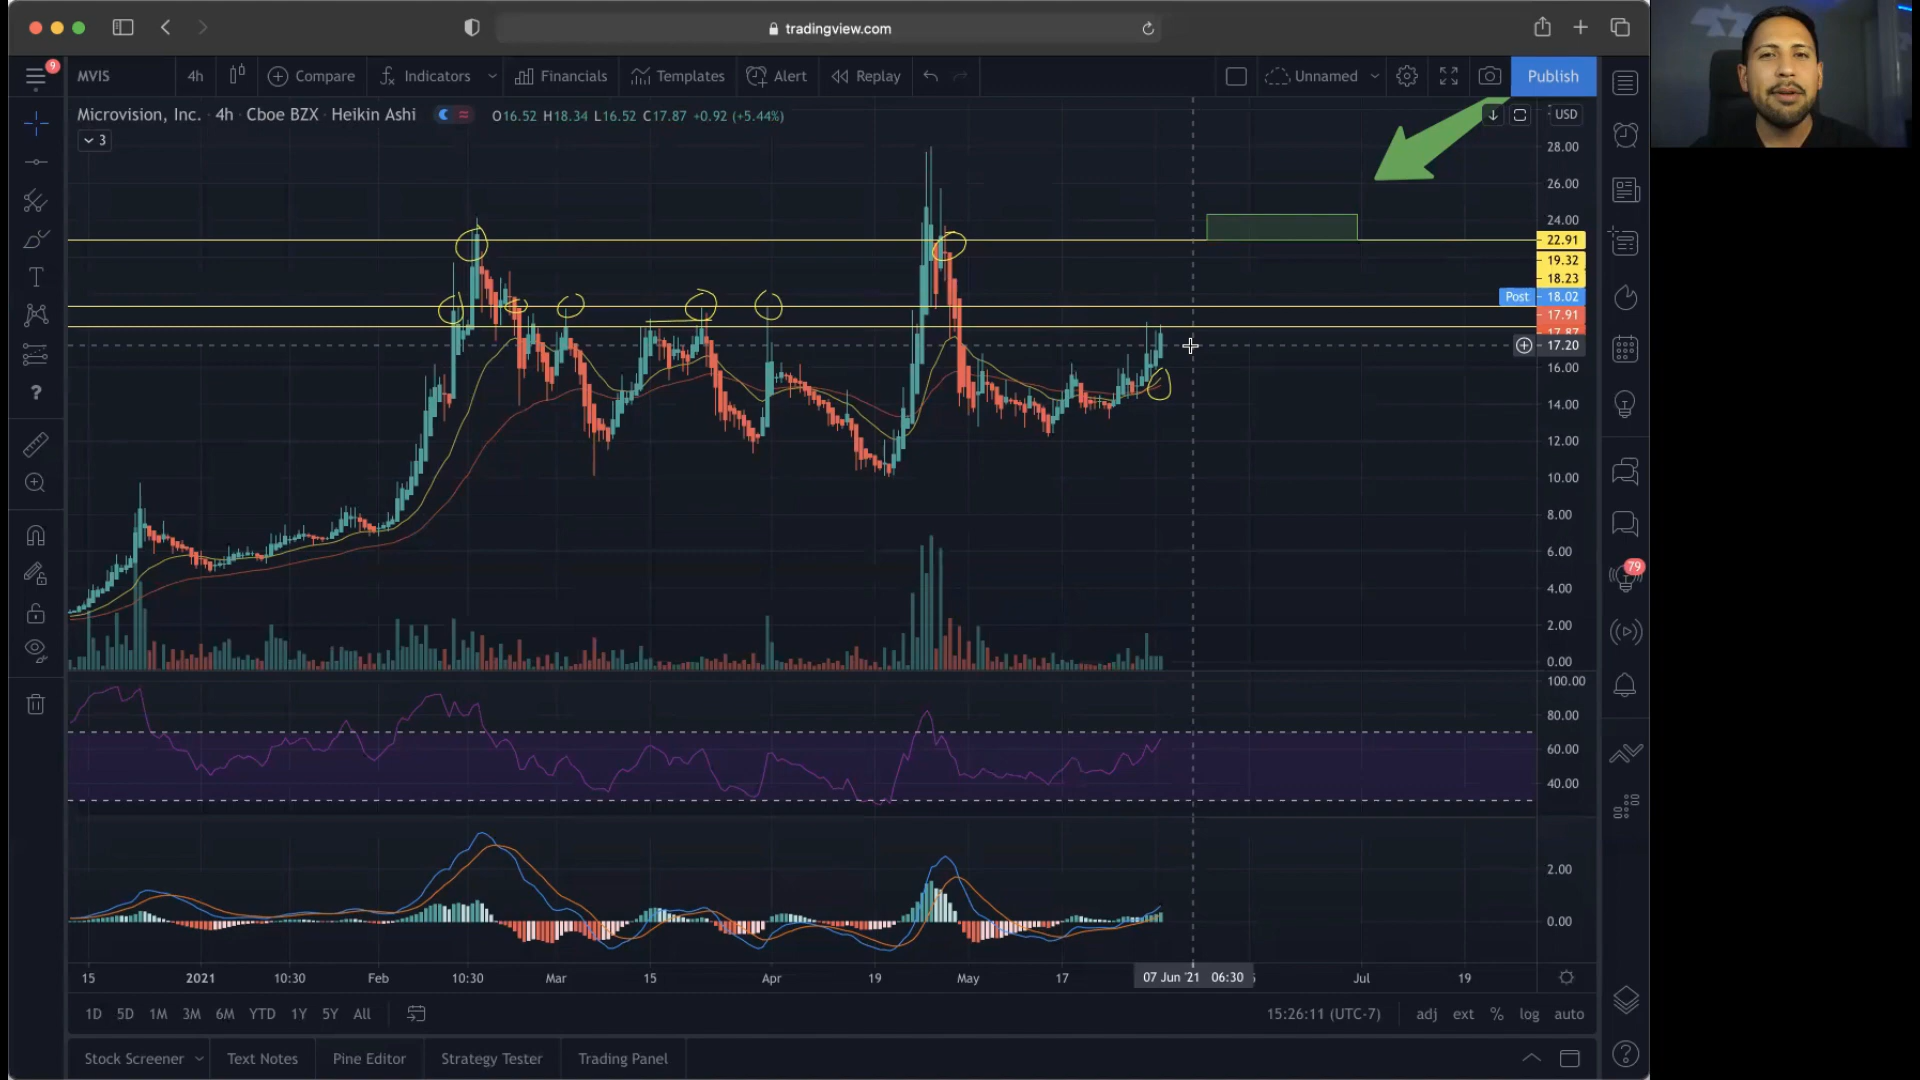 tradingview.com
9
MVIS
4h
Compare
Indicators
Financials
Templates
Alert
Replay
Unnamed
Publish
Microvision, Inc. · 4h · Cboe BZX · Heikin Ashi
O16.52 H18.34 L16.52 C17.87 +0.92 (+5.44%)
3
USD
28.00
26.00
24.00
22.91
19.32
18.23
Post 18.02
17.91
17.87
17.20
16.00
14.00
12.00
10.00
8.00
6.00
4.00
2.00
0.00
100.00
80.00
60.00
40.00
2.00
0.00
79
15 2021 10:30 Feb 10:30 Mar 15 Apr 19 May 17 07 Jun '21 06:30 Jul 19
1D 5D 1M 3M 6M YTD 1Y 5Y All
15:26:11 (UTC-7) adj ext % log auto
Stock Screener Text Notes Pine Editor Strategy Tester Trading Panel